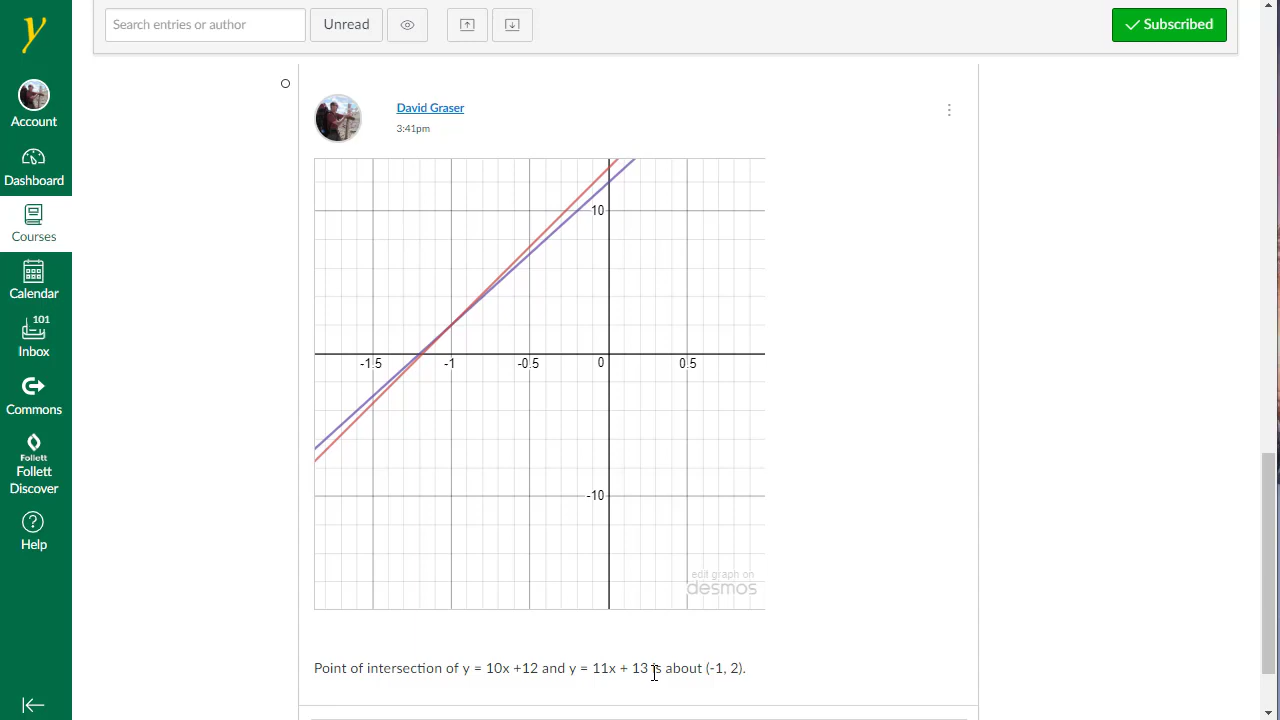 y
Search entries or author
Unread
Subscribed
Account
Dashboard
Courses
Calendar
101
Inbox
Commons
Follett
Follett
Discover
Help
David Graser
3:41pm
10
-1.5 -1 -0.5 0 0.5
-10
edit graph on
desmos
Point of intersection of y = 10x +12 and y = 11x + 13 is about (-1, 2).